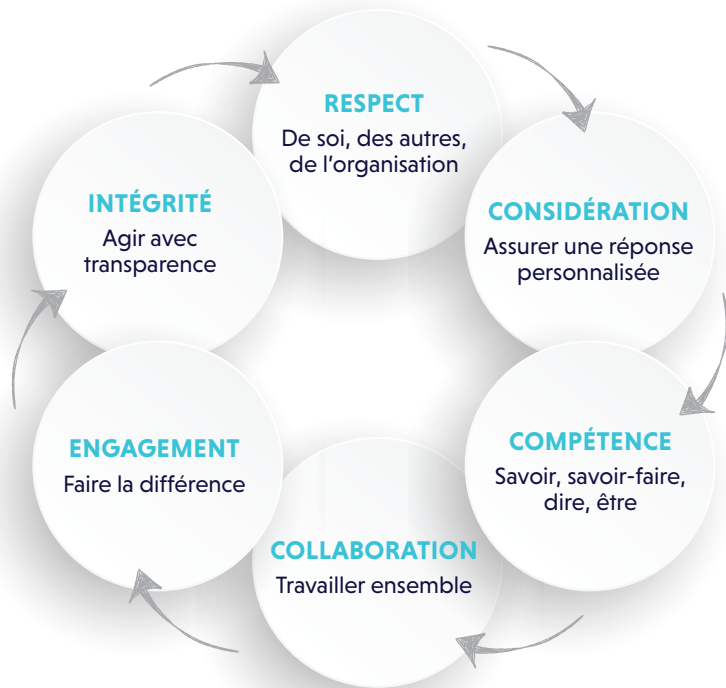 RESPECT
De soi, des autres,
de l'organisation
CONSIDÉRATION
Assurer une réponse
personnalisée
COMPÉTENCE
Savoir, savoir-faire,
dire, être
COLLABORATION
Travailler ensemble
ENGAGEMENT
Faire la différence
INTÉGRITÉ
Agir avec
transparence